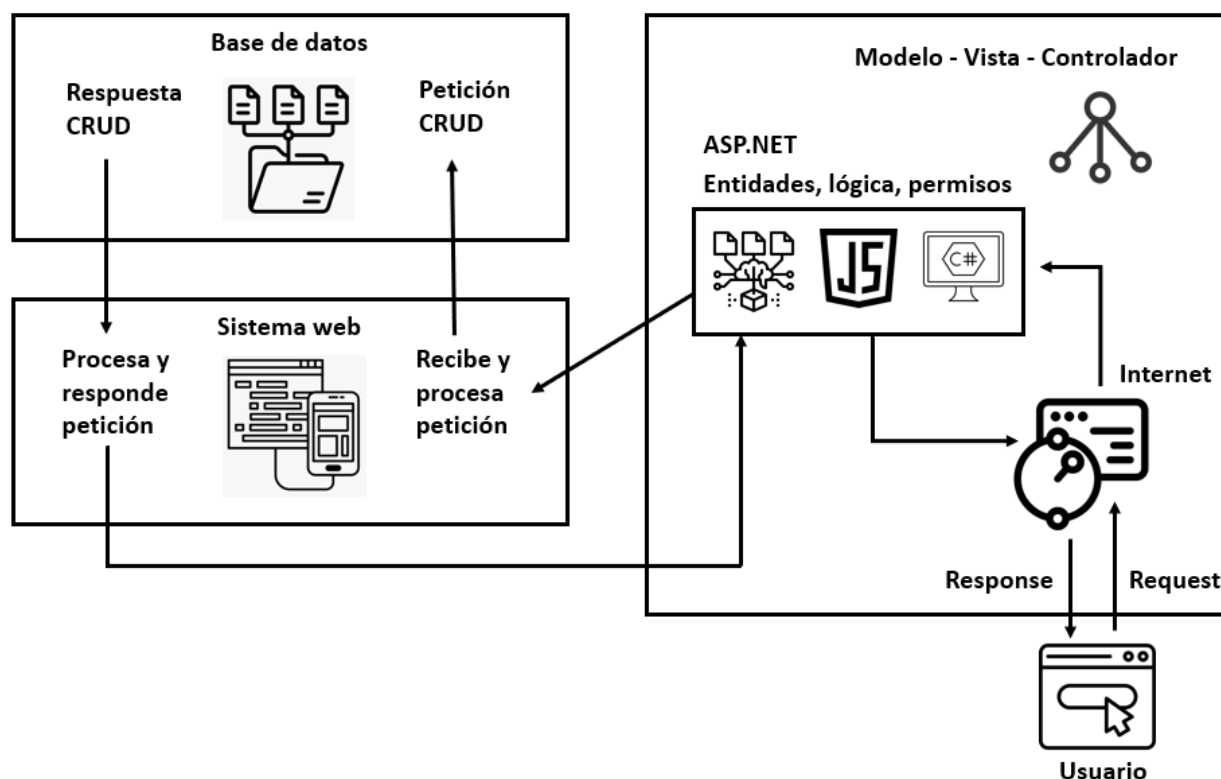 Base de datos
Respuesta
CRUD
Petición
CRUD
Sistema web
Procesa y
responde
petición
Recibe y
procesa
petición
Modelo - Vista - Controlador
ASP.NET
Entidades, lógica, permisos
JS
C#
Internet
Response
Request
Usuario